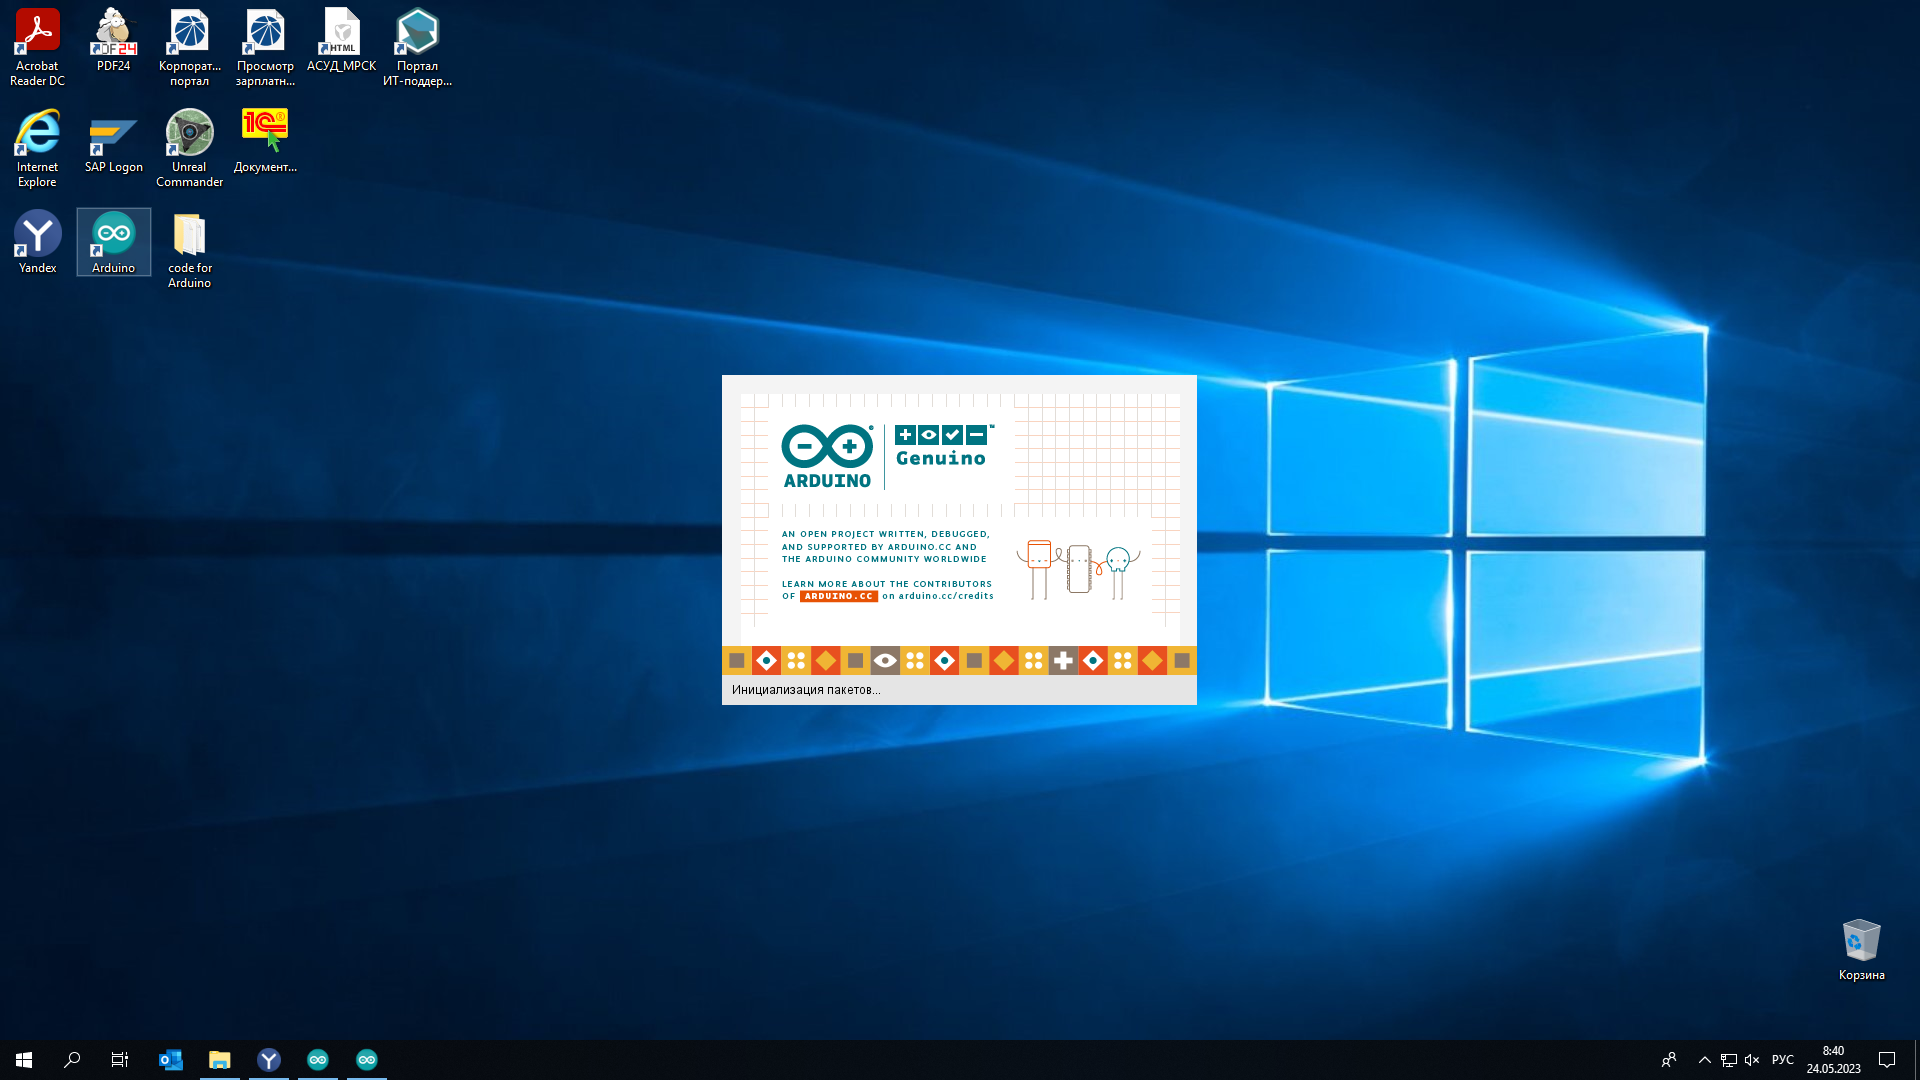 Acrobat
Reader DC
PDF24
Корпорат...
портал
Просмотр
зарплатн...
HTML
АСУД_МРСК
Портал
ИТ-поддер...
Internet
Explore
SAP Logon
Unreal
Commander
1С®
Документ...
Yandex
Arduino
code for
Arduino
ARDUINO
Genuino
AN OPEN PROJECT WRITTEN, DEBUGGED,
AND SUPPORTED BY ARDUINO.CC AND
THE ARDUINO COMMUNITY WORLDWIDE
LEARN MORE ABOUT THE CONTRIBUTORS
OF ARDUINO.CC on arduino.cc/credits
Инициализация пакетов...
Корзина
РУС
8:40
24.05.2023